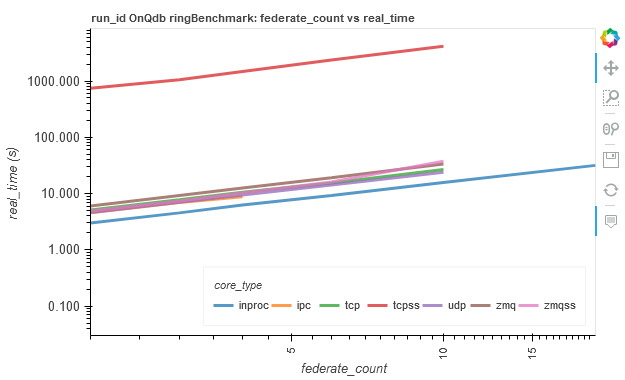 run_id OnQdb ringBenchmark: federate_count vs real_time
real_time (s)
1000.000
100.000
10.000
1.000
0.100
core_type
inproc ipc tcp tcpss udp zmq zmqss
5 10 15
federate_count